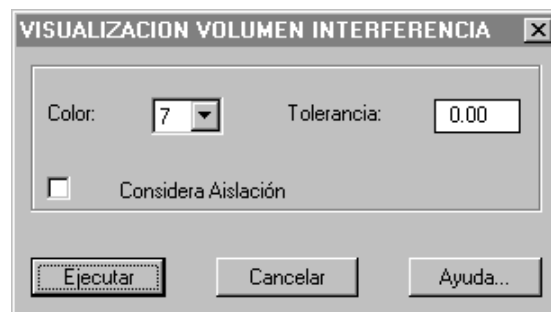 VISUALIZACION VOLUMEN INTERFERENCIA
Color: 7 Tolerancia: 0.00
Considera Aislación
Ejecutar Cancelar Ayuda...